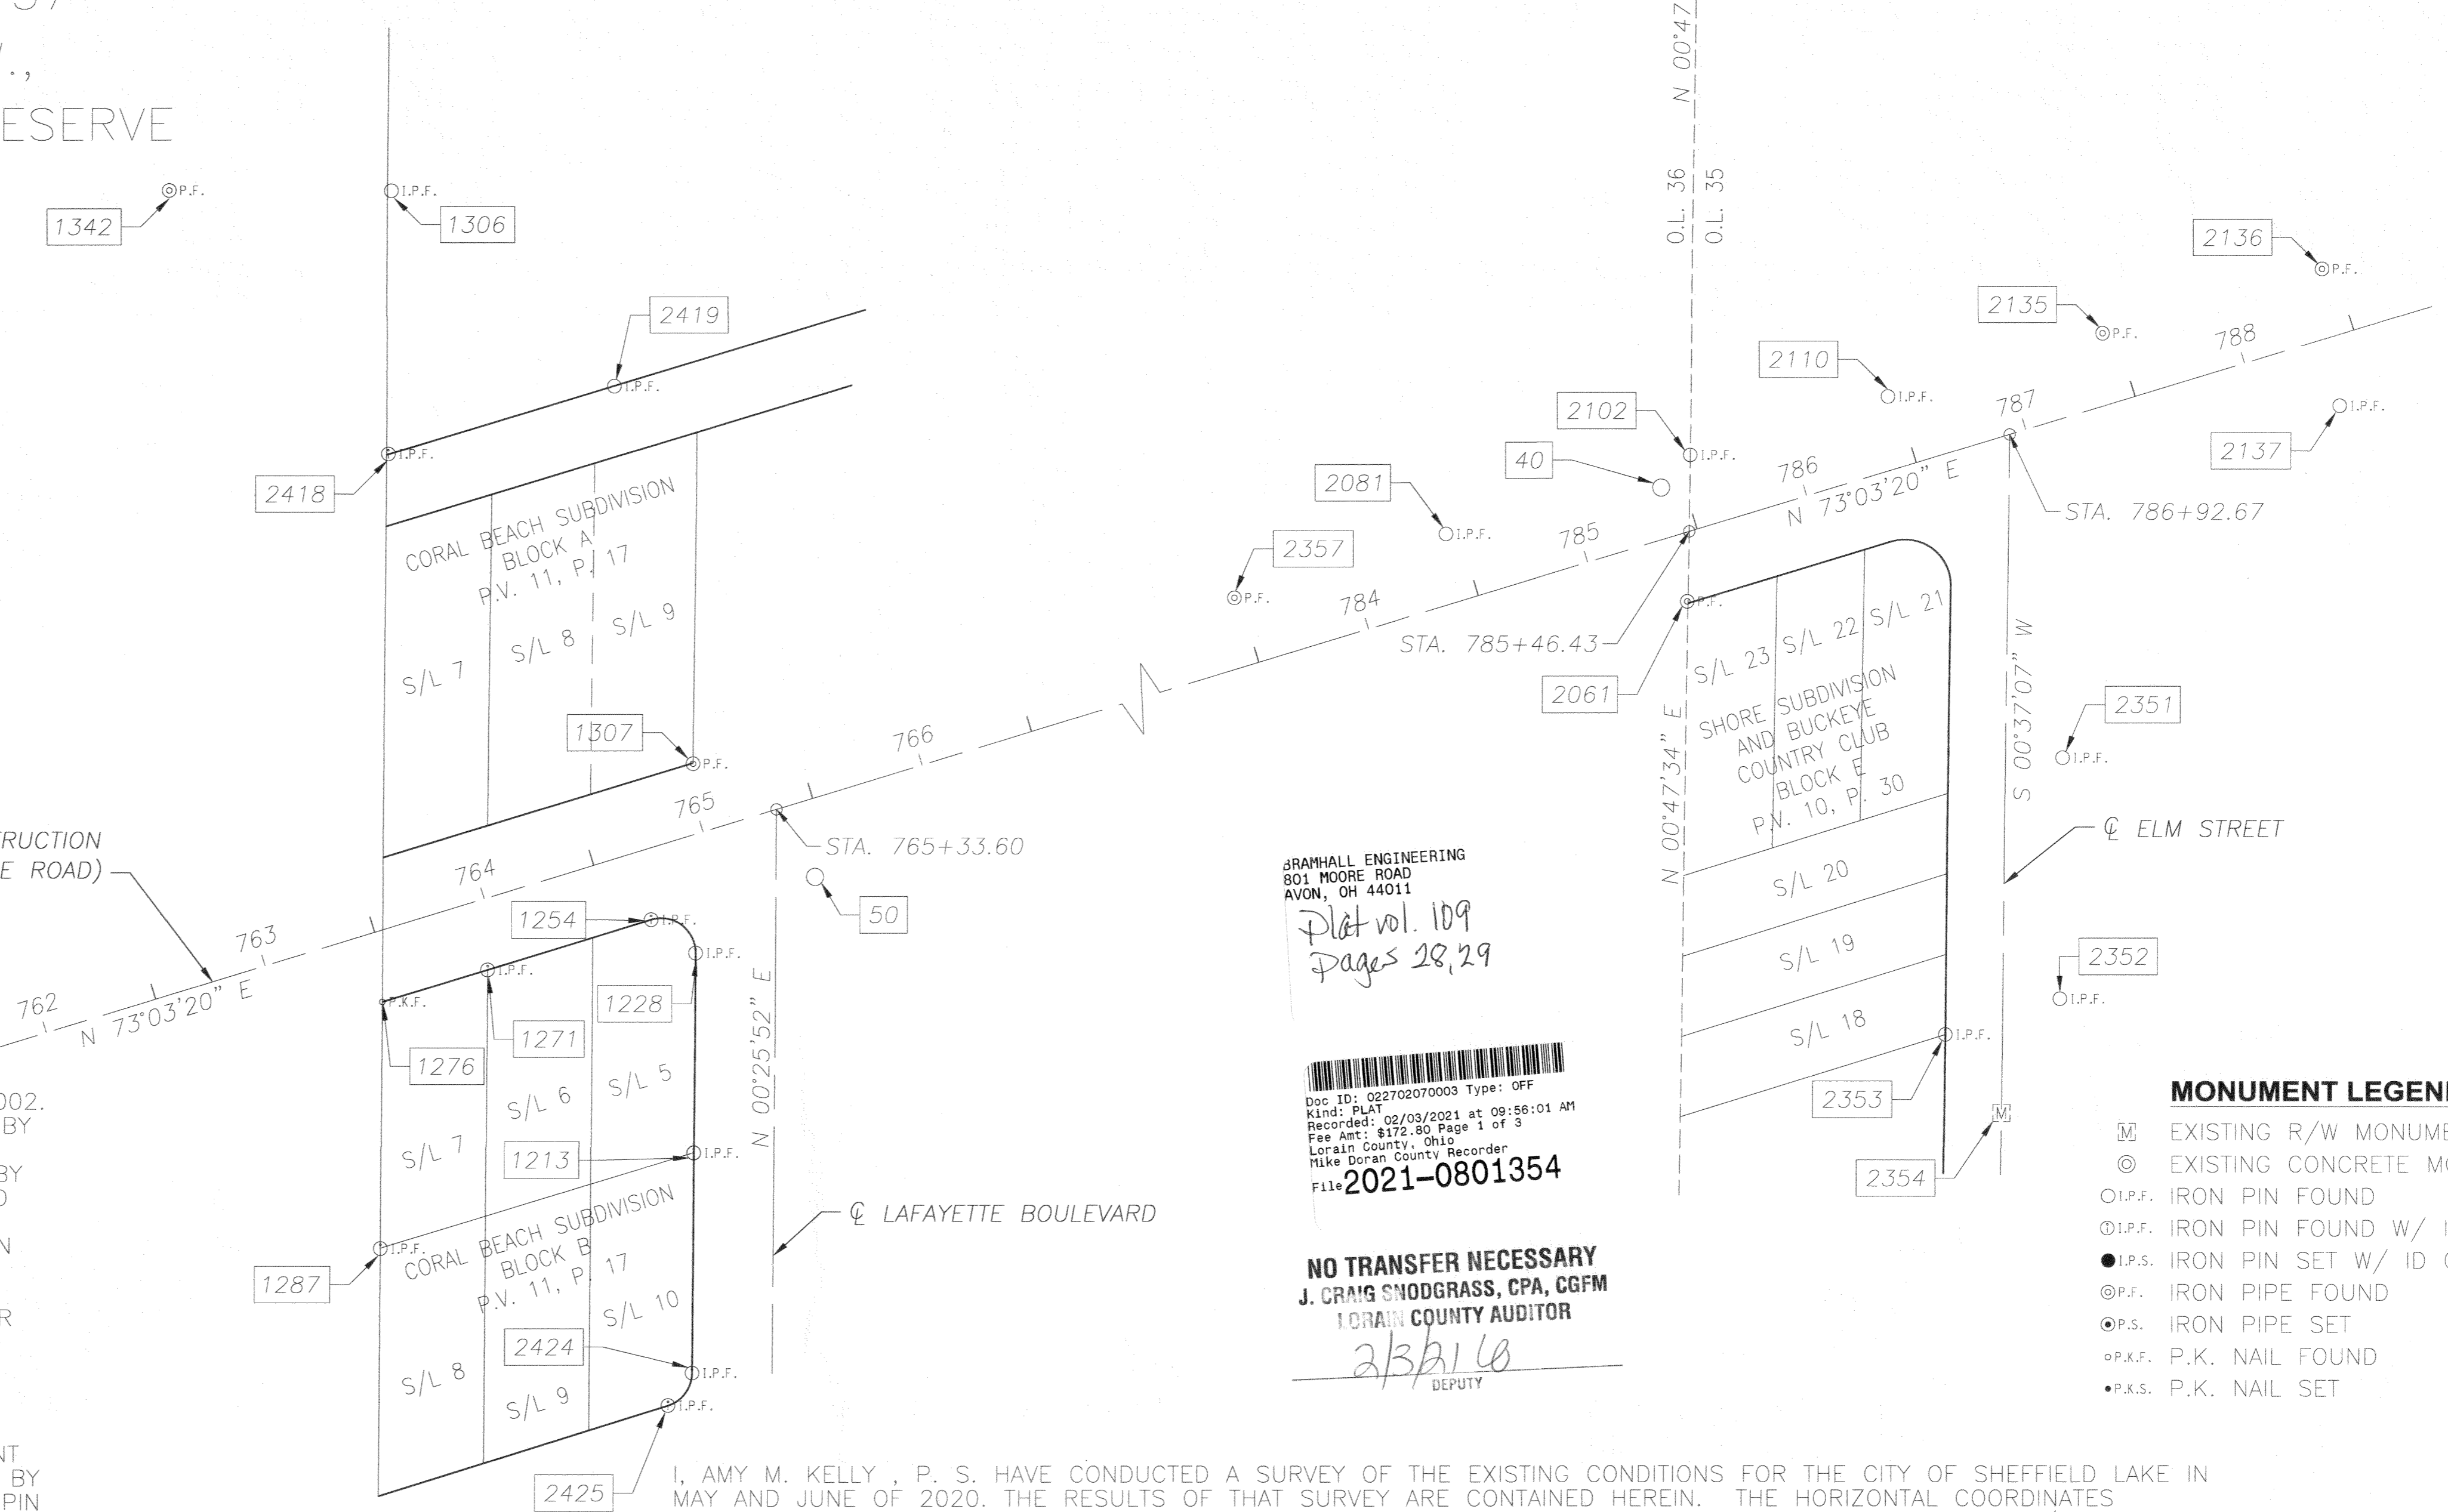 ESERVE
P.F.
1342
I.P.F.
1306
2419
I.P.F.
I.P.F.
2418
CORAL BEACH SUBDIVISION
BLOCK A
P.V. 11, P. 17
S/L 7
S/L 8
S/L 9
1307
P.F.
TRUCTION
E ROAD)
762
763
764
765
766
N 73°03'20" E
STA. 765+33.60
50
1254
I.P.F.
I.P.F.
1228
I.P.F.
1271
P.K.F.
1276
S/L 7
S/L 6
S/L 5
1213
I.P.F.
N 00°25'52" E
I.P.F.
1287
CORAL BEACH SUBDIVISION
BLOCK B
P.V. 11, P. 17
S/L 8
S/L 9
S/L 10
2424
I.P.F.
I.P.F.
2425
℄ LAFAYETTE BOULEVARD
002.
BY
BY
NT
BY
PIN
N 00°47
O.L. 36
O.L. 35
2136
P.F.
2135
P.F.
2110
I.P.F.
2102
I.P.F.
40
2081
I.P.F.
2357
P.F.
784
785
786
787
788
N 73°03'20" E
I.P.F.
2137
STA. 786+92.67
STA. 785+46.43
2061
P.F.
S/L 23
S/L 22
S/L 21
SHORE SUBDIVISION
AND BUCKEYE
COUNTRY CLUB
BLOCK E
P.V. 10, P. 30
S/L 20
S/L 19
S/L 18
N 00°47'34" E
S 00°37'07" W
2351
I.P.F.
℄ ELM STREET
2352
I.P.F.
I.P.F.
2353
M
2354
BRAMHALL ENGINEERING
801 MOORE ROAD
AVON, OH 44011
Plat vol. 109
Pages 28,29
Doc ID: 022702070003 Type: OFF
Kind: PLAT
Recorded: 02/03/2021 at 09:56:01 AM
Fee Amt: $172.80 Page 1 of 3
Lorain County, Ohio
Mike Doran County Recorder
File 2021-0801354
NO TRANSFER NECESSARY
J. CRAIG SNODGRASS, CPA, CGFM
LORAIN COUNTY AUDITOR
2/3/21
DEPUTY
MONUMENT LEGEN
M EXISTING R/W MONUME
EXISTING CONCRETE MO
I.P.F. IRON PIN FOUND
I.P.F. IRON PIN FOUND W/ I
I.P.S. IRON PIN SET W/ ID
P.F. IRON PIPE FOUND
P.S. IRON PIPE SET
P.K.F. P.K. NAIL FOUND
P.K.S. P.K. NAIL SET
I, AMY M. KELLY , P. S. HAVE CONDUCTED A SURVEY OF THE EXISTING CONDITIONS FOR THE CITY OF SHEFFIELD LAKE IN
MAY AND JUNE OF 2020. THE RESULTS OF THAT SURVEY ARE CONTAINED HEREIN. THE HORIZONTAL COORDINATES